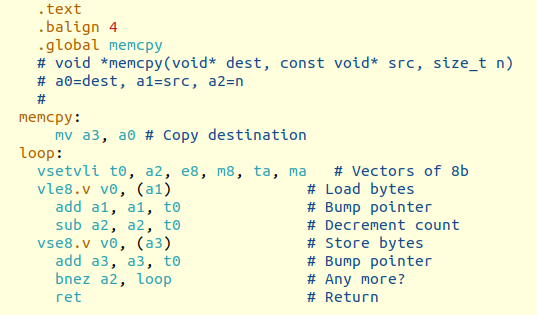 .text
.balign 4
.global memcpy
# void *memcpy(void* dest, const void* src, size_t n)
# a0=dest, a1=src, a2=n
#
memcpy:
mv a3, a0 # Copy destination
loop:
vsetvli t0, a2, e8, m8, ta, ma # Vectors of 8b
vle8.v v0, (a1) # Load bytes
add a1, a1, t0 # Bump pointer
sub a2, a2, t0 # Decrement count
vse8.v v0, (a3) # Store bytes
add a3, a3, t0 # Bump pointer
bnez a2, loop # Any more?
ret # Return